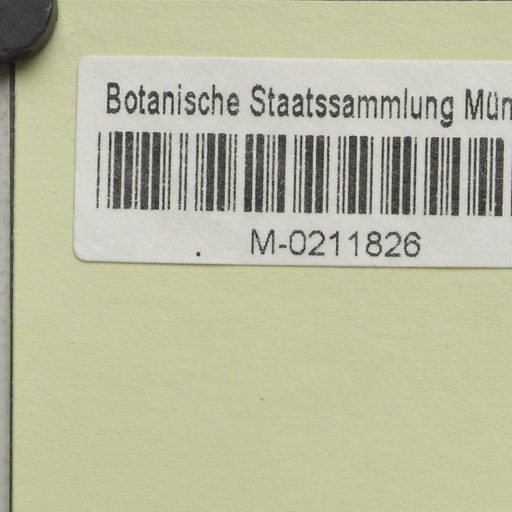 Botanische Staatssammlung Mün
M-0211826